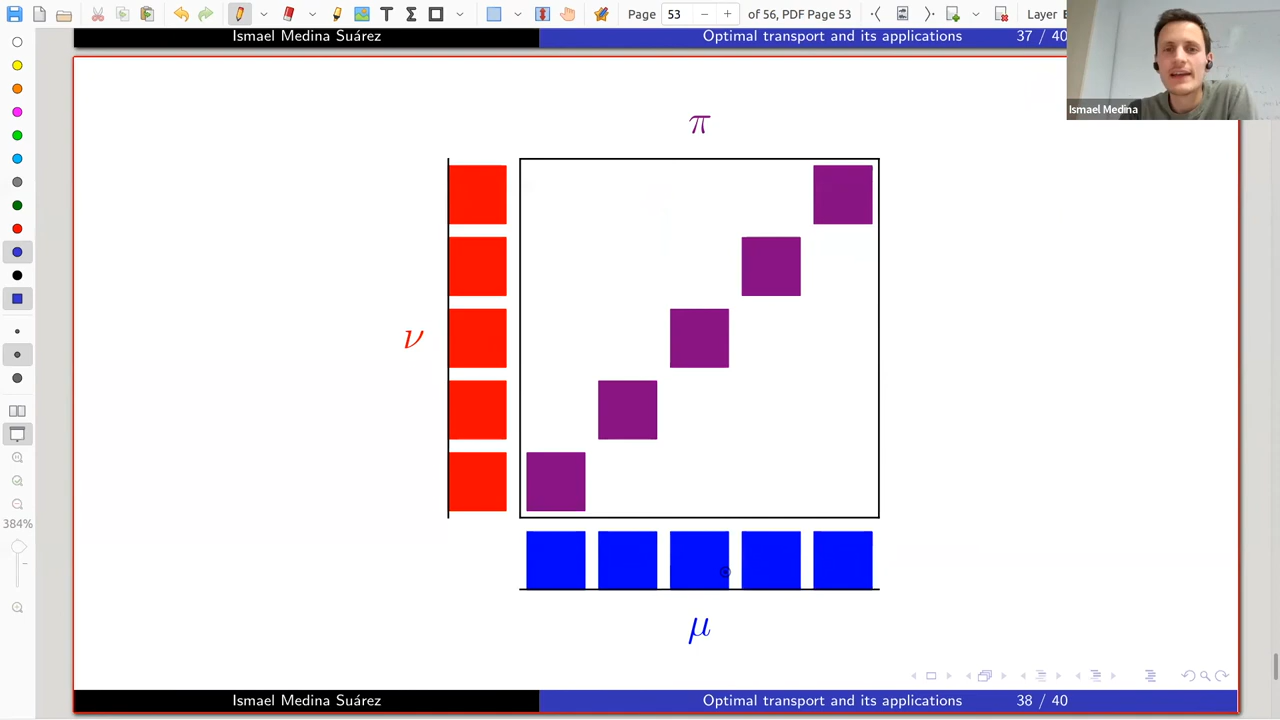 Page 53 of 56, PDF Page 53 Layer
Ismael Medina Suárez Optimal transport and its applications 37 / 40
Ismael Medina
π
ν
μ
384%
Ismael Medina Suárez Optimal transport and its applications 38 / 40